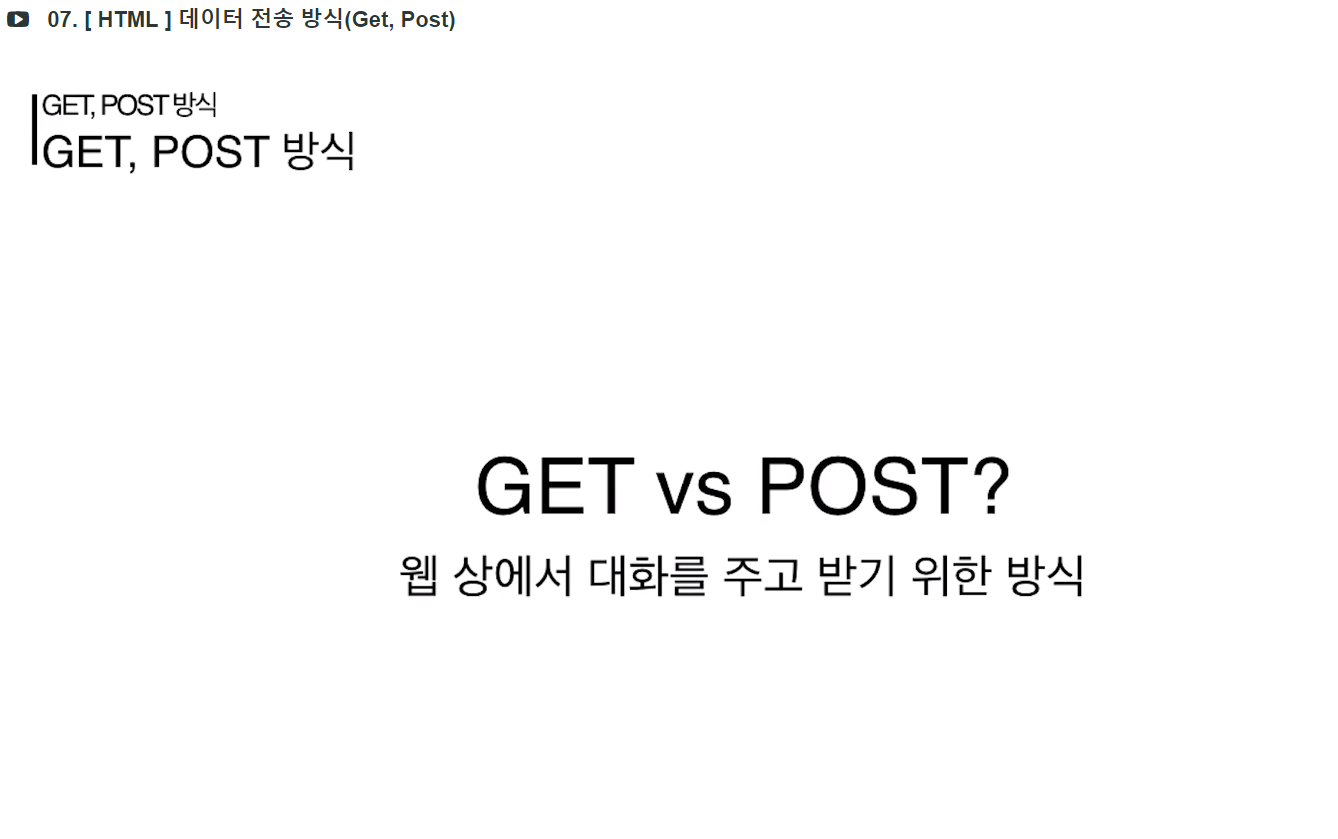 07. [ HTML ] 데이터 전송 방식(Get, Post)
GET, POST 방식
GET, POST 방식
GET vs POST?
웹 상에서 대화를 주고 받기 위한 방식